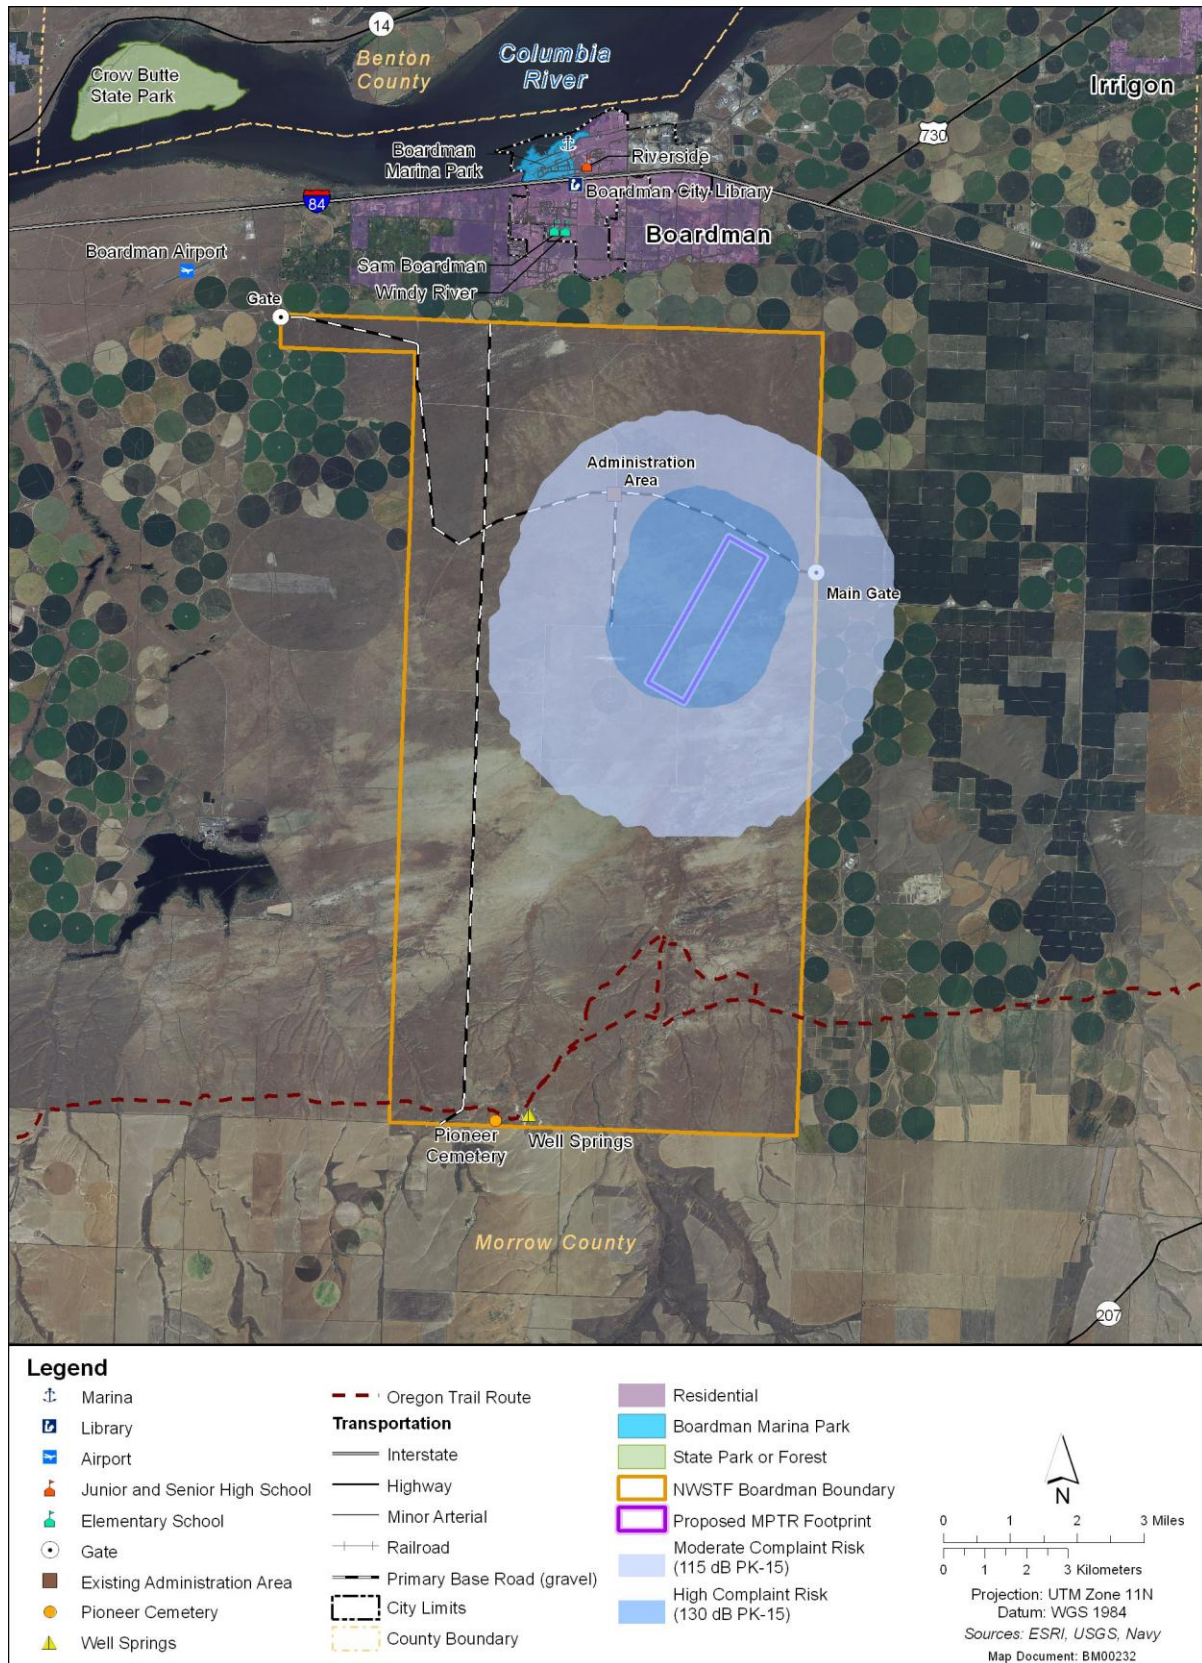 14
Benton
County
Columbia
River
Crow Butte
State Park
Irrigon
730
Boardman
Marina Park
Riverside
Boardman City Library
84
Boardman
Boardman Airport
Sam Boardman
Windy River
Gate
Administration
Area
Main Gate
Pioneer
Cemetery
Well Springs
Morrow County
207
Legend
Marina
Library
Airport
Junior and Senior High School
Elementary School
Gate
Existing Administration Area
Pioneer Cemetery
Well Springs
Oregon Trail Route
Transportation
Interstate
Highway
Minor Arterial
Railroad
Primary Base Road (gravel)
City Limits
County Boundary
Residential
Boardman Marina Park
State Park or Forest
NWSTF Boardman Boundary
Proposed MPTR Footprint
Moderate Complaint Risk
(115 dB PK-15)
High Complaint Risk
(130 dB PK-15)
N
0 1 2 3 Miles
0 1 2 3 Kilometers
Projection: UTM Zone 11N
Datum: WGS 1984
Sources: ESRI, USGS, Navy
Map Document: BM00232